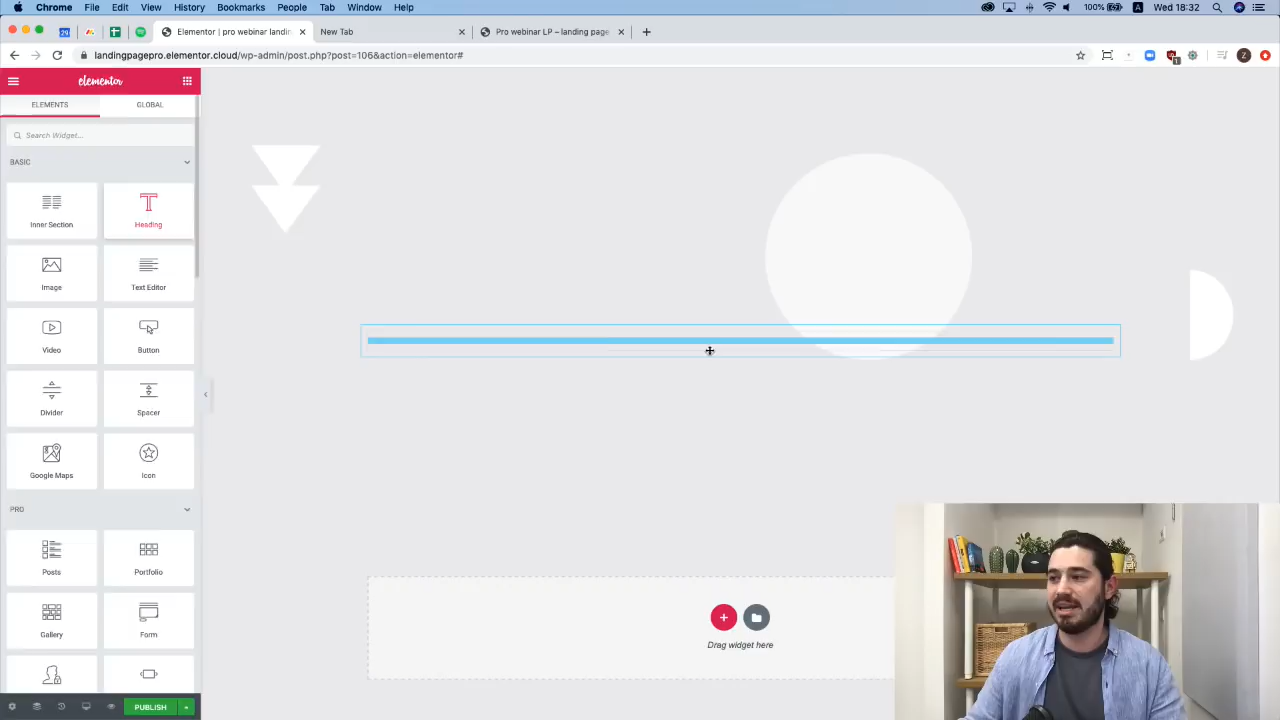 Chrome File Edit View History Bookmarks People Tab Window Help 100% Wed 18:32
Elementor | pro webinar landin
New Tab
Pro webinar LP – landing page
landingpagepro.elementor.cloud/wp-admin/post.php?post=106&action=elementor#
1
Z
elementor
ELEMENTS GLOBAL
Search Widget...
BASIC
Inner Section Heading
Image Text Editor
Video Button
Divider Spacer
Google Maps Icon
PRO
Posts Portfolio
Gallery Form
Drag widget here
PUBLISH